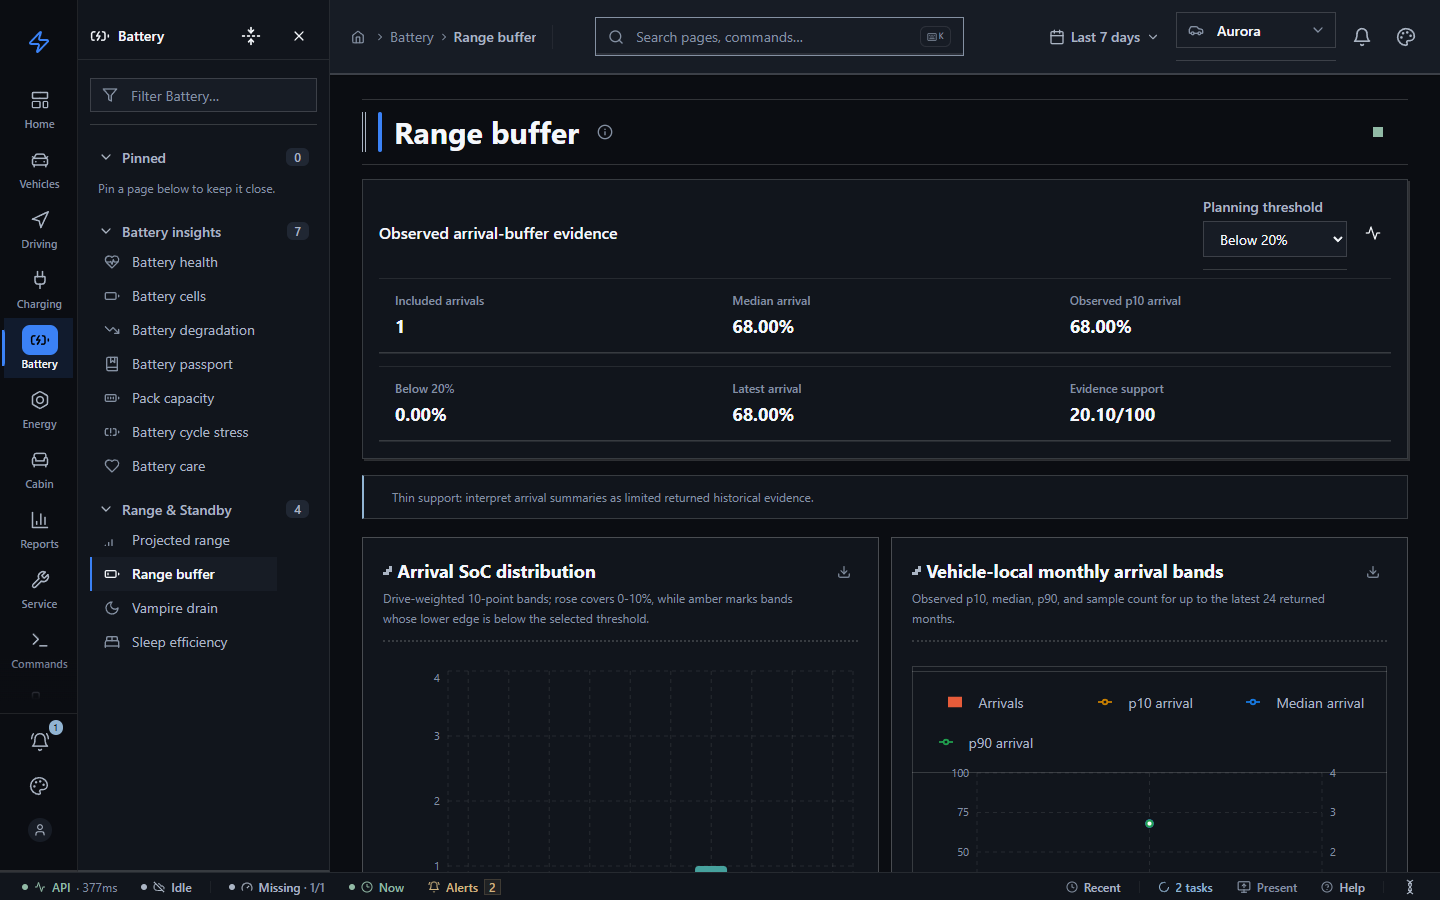 Battery
Battery
Range buffer
Search pages, commands...
K
Last 7 days
Aurora
Home
Vehicles
Driving
Charging
Battery
Energy
Cabin
Reports
Service
Commands
1
Filter Battery...
Pinned
0
Pin a page below to keep it close.
Battery insights
7
Battery health
Battery cells
Battery degradation
Battery passport
Pack capacity
Battery cycle stress
Battery care
Range & Standby
4
Projected range
Range buffer
Vampire drain
Sleep efficiency
Range buffer
Observed arrival-buffer evidence
Planning threshold
Below 20%
Included arrivals
1
Median arrival
68.00%
Observed p10 arrival
68.00%
Below 20%
0.00%
Latest arrival
68.00%
Evidence support
20.10/100
Thin support: interpret arrival summaries as limited returned historical evidence.
Arrival SoC distribution
Drive-weighted 10-point bands; rose covers 0-10%, while amber marks bands
whose lower edge is below the selected threshold.
4
3
2
1
Vehicle-local monthly arrival bands
Observed p10, median, p90, and sample count for up to the latest 24 returned
months.
Arrivals
p10 arrival
Median arrival
p90 arrival
100
75
50
4
3
2
API · 377ms
Idle
Missing · 1/1
Now
Alerts 2
Recent
2 tasks
Present
Help